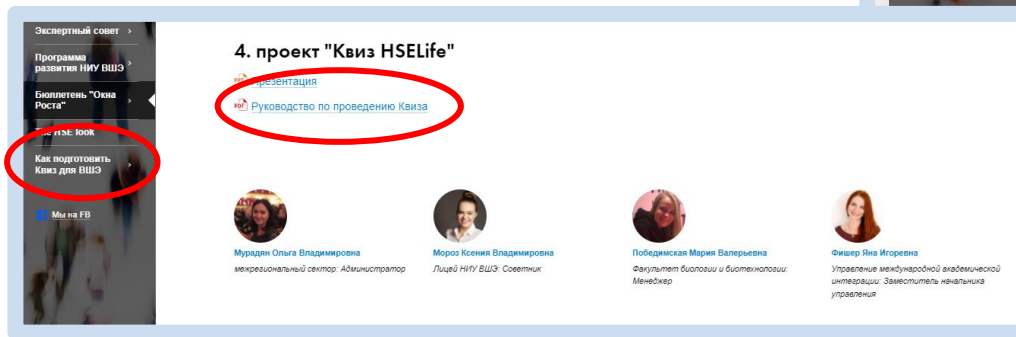 Экспертный совет
Программа
развития НИУ ВШЭ
Бюллетень "Окна
Роста"
The HSE look
Как подготовить
Квиз для ВШЭ
Мы на FB
4. проект "Квиз HSELife"
Презентация
Руководство по проведению Квиза
Мурадян Ольга Владимировна
межрегиональный сектор: Администратор
Мороз Ксения Владимировна
Лицей НИУ ВШЭ: Советник
Победимская Мария Валерьевна
Факультет биологии и биотехнологии:
Менеджер
Фишер Яна Игоревна
Управление международной академической
интеграции: Заместитель начальника
управления